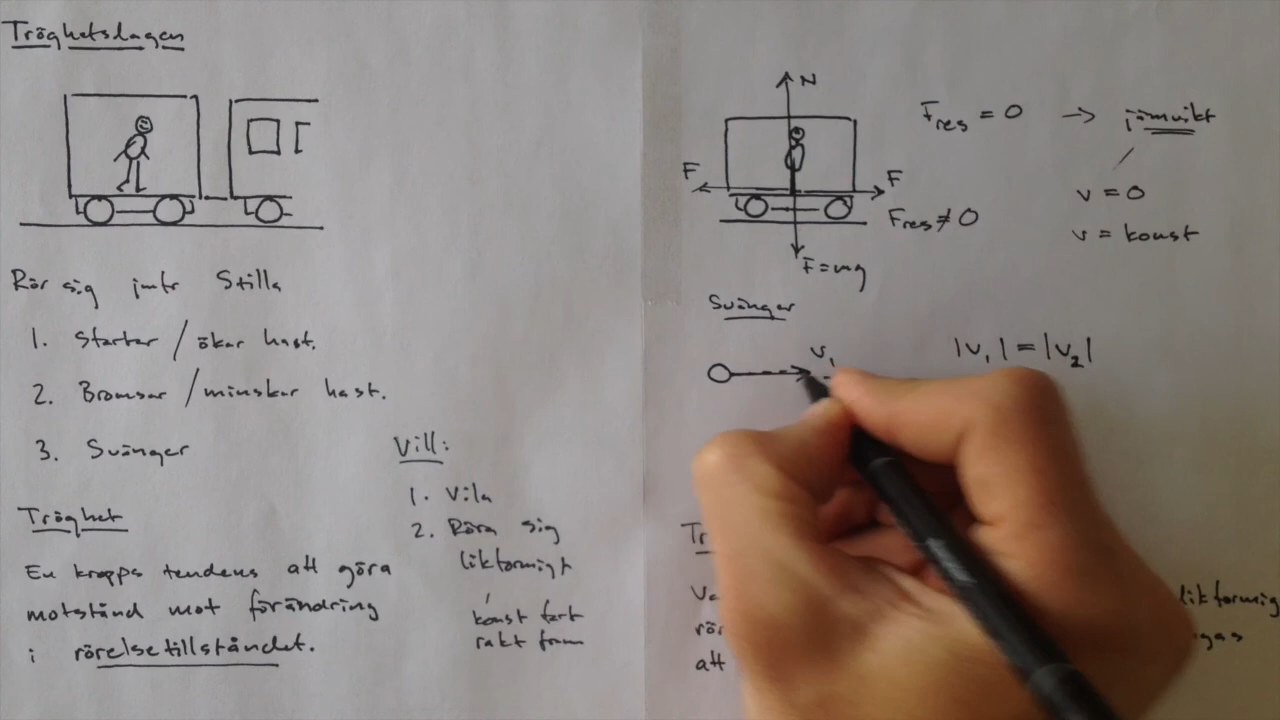 Tröghetslagen
Rör sig inte Stilla
1. Startar / ökar hast.
2. Bromsar / minskar hast.
3. Svänger
Tröghet
En kropps tendens att göra
motstånd mot förändring
i rörelsetillståndet.
Vill:
1. Vila
2. Röra sig
likformigt
konst fart
rakt fram
N
F
F
F = mg
Fres ≠ 0
Fres = 0 → jämvikt
v = 0
v = konst
Svänger
v₁
|v₁| = |v₂|
likformig
att